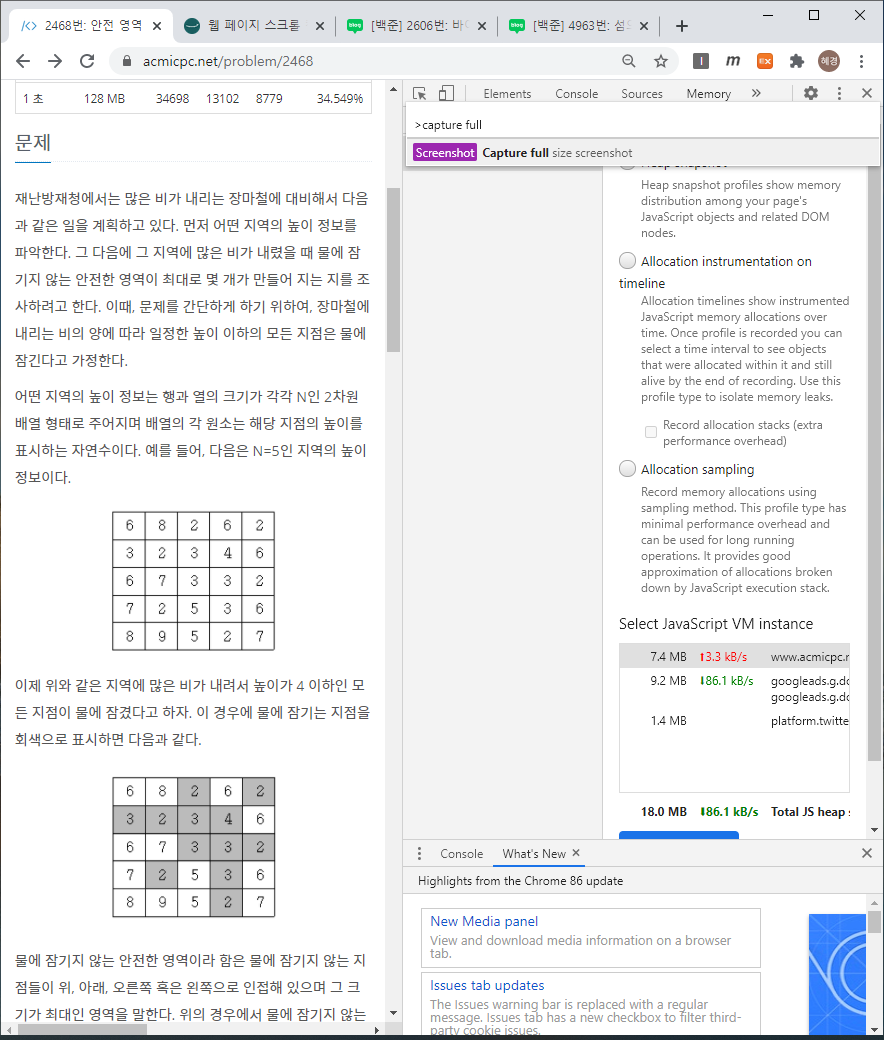 2468번: 안전 영역
웹 페이지 스크롤
[백준] 2606번: 바이
[백준] 4963번: 섬의
acmicpc.net/problem/2468
혜경
1 초 128 MB 34698 13102 8779 34.549%
문제
재난방재청에서는 많은 비가 내리는 장마철에 대비해서 다음
과 같은 일을 계획하고 있다. 먼저 어떤 지역의 높이 정보를
파악한다. 그 다음에 그 지역에 많은 비가 내렸을 때 물에 잠
기지 않는 안전한 영역이 최대로 몇 개가 만들어 지는 지를 조
사하려고 한다. 이때, 문제를 간단하게 하기 위하여, 장마철에
내리는 비의 양에 따라 일정한 높이 이하의 모든 지점은 물에
잠긴다고 가정한다.
어떤 지역의 높이 정보는 행과 열의 크기가 각각 N인 2차원
배열 형태로 주어지며 배열의 각 원소는 해당 지점의 높이를
표시하는 자연수이다. 예를 들어, 다음은 N=5인 지역의 높이
정보이다.
6 8 2 6 2
3 2 3 4 6
6 7 3 3 2
7 2 5 3 6
8 9 5 2 7
이제 위와 같은 지역에 많은 비가 내려서 높이가 4 이하인 모
든 지점이 물에 잠겼다고 하자. 이 경우에 물에 잠기는 지점을
회색으로 표시하면 다음과 같다.
6 8 2 6 2
3 2 3 4 6
6 7 3 3 2
7 2 5 3 6
8 9 5 2 7
물에 잠기지 않는 안전한 영역이라 함은 물에 잠기지 않는 지
점들이 위, 아래, 오른쪽 혹은 왼쪽으로 인접해 있으며 그 크
기가 최대인 영역을 말한다. 위의 경우에서 물에 잠기지 않는
Elements Console Sources Memory »
>capture full
Screenshot Capture full size screenshot
Heap snapshot
Heap snapshot profiles show memory
distribution among your page's
JavaScript objects and related DOM
nodes.
Allocation instrumentation on
timeline
Allocation timelines show instrumented
JavaScript memory allocations over
time. Once profile is recorded you can
select a time interval to see objects
that were allocated within it and still
alive by the end of recording. Use this
profile type to isolate memory leaks.
Record allocation stacks (extra
performance overhead)
Allocation sampling
Record memory allocations using
sampling method. This profile type has
minimal performance overhead and
can be used for long running
operations. It provides good
approximation of allocations broken
down by JavaScript execution stack.
Select JavaScript VM instance
7.4 MB ⬆3.3 kB/s www.acmicpc.r
9.2 MB ⬇86.1 kB/s googleads.g.do
googleads.g.do
1.4 MB platform.twitte
18.0 MB ⬇86.1 kB/s Total JS heap s
Console What's New
Highlights from the Chrome 86 update
New Media panel
View and download media information on a browser
tab.
Issues tab updates
The Issues warning bar is replaced with a regular
message. Issues tab has a new checkbox to filter third-
party cookie issues.